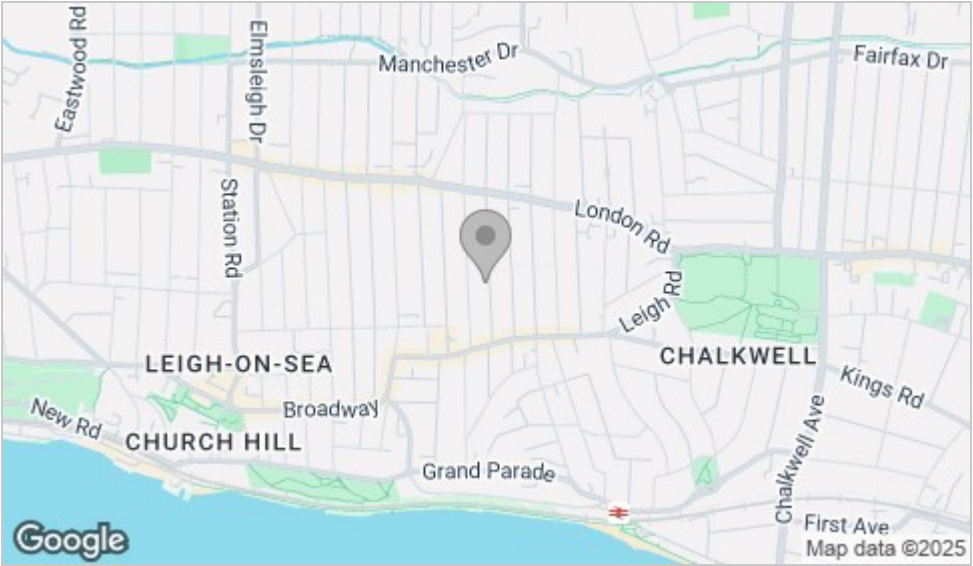 Eastwood Rd
Elmsleigh Dr
Manchester Dr
Fairfax Dr
Station Rd
London Rd
Leigh Rd
LEIGH-ON-SEA
CHALKWELL
Kings Rd
Broadway
New Rd
CHURCH HILL
Chalkwell Ave
Grand Parade
First Ave
Google
Map data ©2025